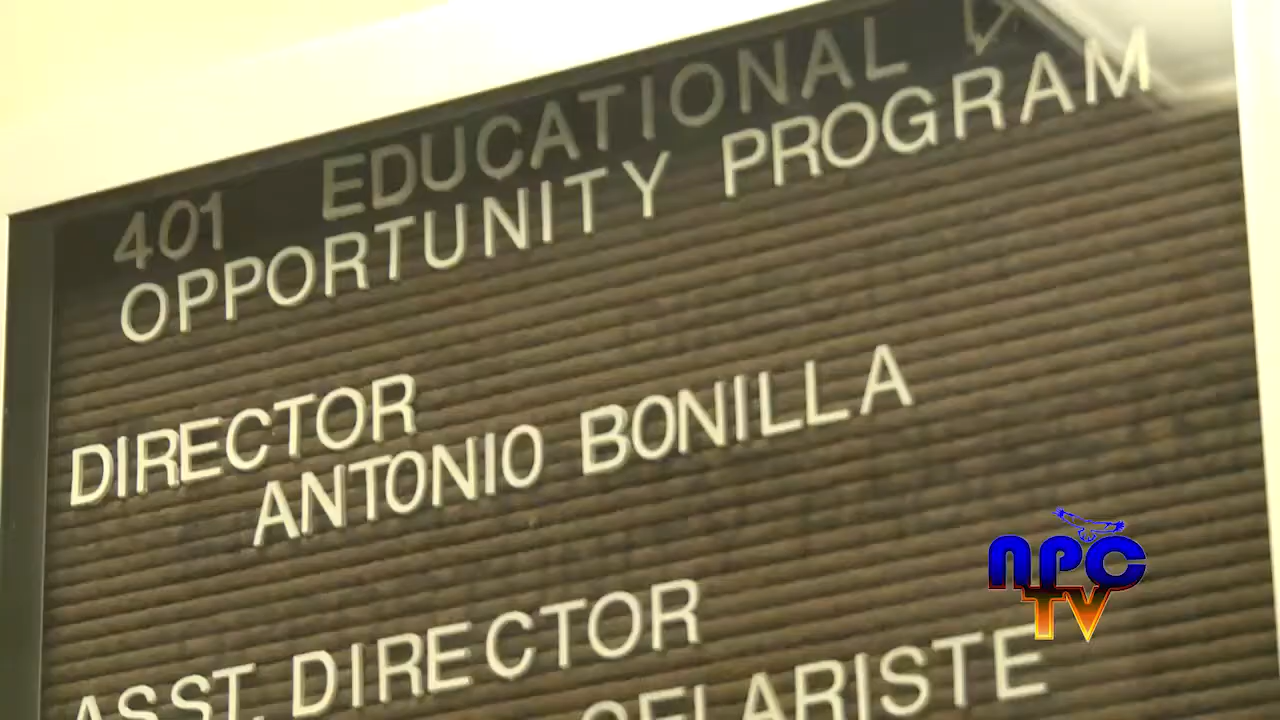 401 EDUCATIONAL
OPPORTUNITY PROGRAM
DIRECTOR
ANTONIO BONILLA
ASST. DIRECTOR
NPC
TV